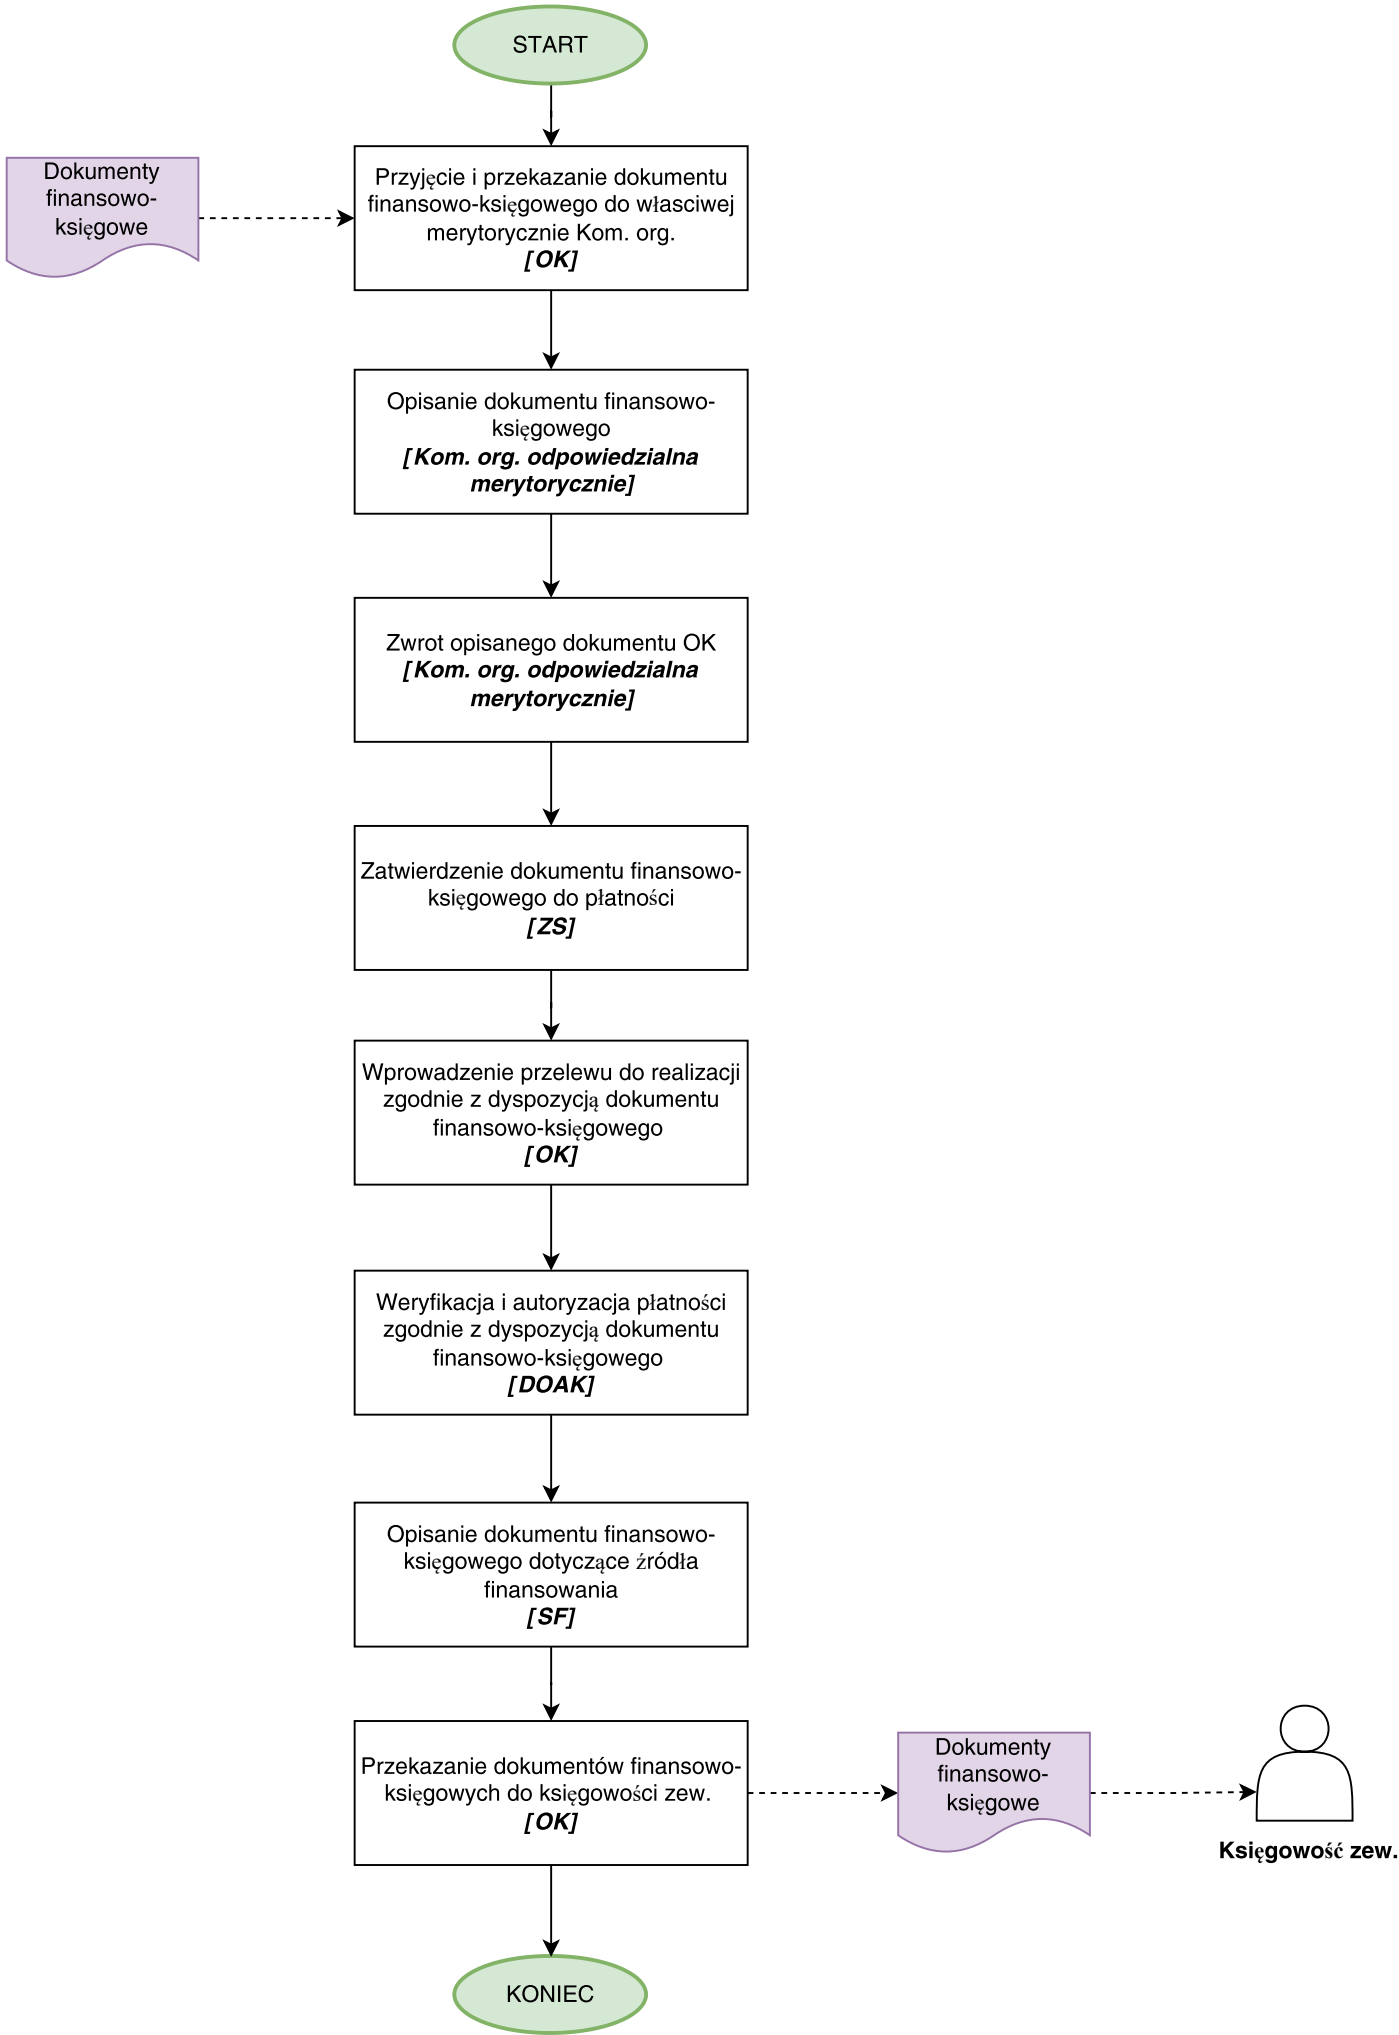 START
Dokumenty
finansowo-
księgowe
Przyjęcie i przekazanie dokumentu
finansowo-księgowego do własciwej
merytorycznie Kom. org.
[OK]
Opisanie dokumentu finansowo-
księgowego
[Kom. org. odpowiedzialna
merytorycznie]
Zwrot opisanego dokumentu OK
[Kom. org. odpowiedzialna
merytorycznie]
Zatwierdzenie dokumentu finansowo-
księgowego do płatności
[ZS]
Wprowadzenie przelewu do realizacji
zgodnie z dyspozycją dokumentu
finansowo-księgowego
[OK]
Weryfikacja i autoryzacja płatności
zgodnie z dyspozycją dokumentu
finansowo-księgowego
[DOAK]
Opisanie dokumentu finansowo-
księgowego dotyczące źródła
finansowania
[SF]
Przekazanie dokumentów finansowo-
księgowych do księgowości zew.
[OK]
Dokumenty
finansowo-
księgowe
Księgowość zew.
KONIEC